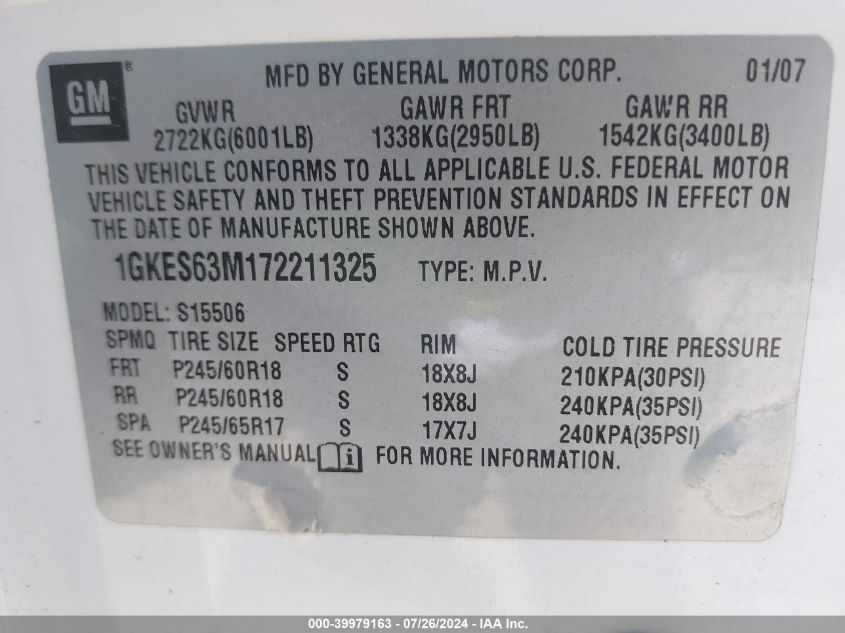 GM ®
MFD BY GENERAL MOTORS CORP. 01/07
GVWR GAWR FRT GAWR RR
2722KG(6001LB) 1338KG(2950LB) 1542KG(3400LB)
THIS VEHICLE CONFORMS TO ALL APPLICABLE U.S. FEDERAL MOTOR
VEHICLE SAFETY AND THEFT PREVENTION STANDARDS IN EFFECT ON
THE DATE OF MANUFACTURE SHOWN ABOVE.
1GKES63M172211325 TYPE: M.P.V.
MODEL: S15506
SPMQ TIRE SIZE SPEED RTG RIM COLD TIRE PRESSURE
FRT P245/60R18 S 18X8J 210KPA(30PSI)
RR P245/60R18 S 18X8J 240KPA(35PSI)
SPA P245/65R17 S 17X7J 240KPA(35PSI)
SEE OWNER'S MANUAL i FOR MORE INFORMATION.
000-39979163 - 07/26/2024 - IAA Inc.